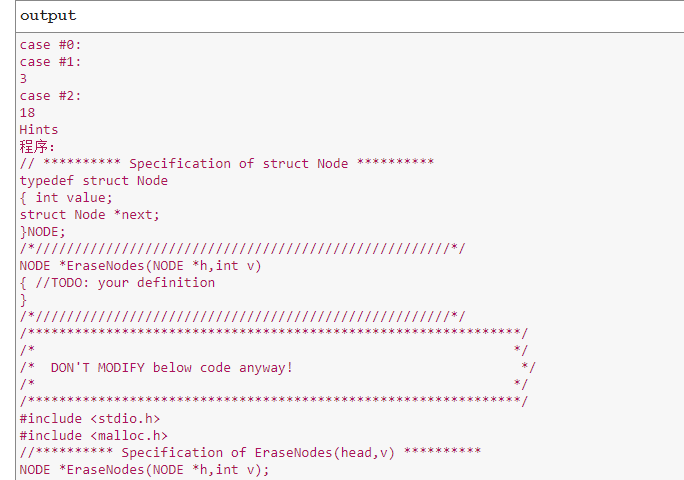 output
case #0:
case #1:
3
case #2:
18
Hints
程序:
// ********** Specification of struct Node **********
typedef struct Node
{ int value;
struct Node *next;
}NODE;
/*/////////////////////////////////////////////////////*/
NODE *EraseNodes(NODE *h,int v)
{ //TODO: your definition
}
/*/////////////////////////////////////////////////////*/
/***************************************************************/
/*                                                             */
/*  DON'T MODIFY below code anyway!                             */
/*                                                             */
/***************************************************************/
#include <stdio.h>
#include <malloc.h>
//********** Specification of EraseNodes(head,v) **********
NODE *EraseNodes(NODE *h,int v);